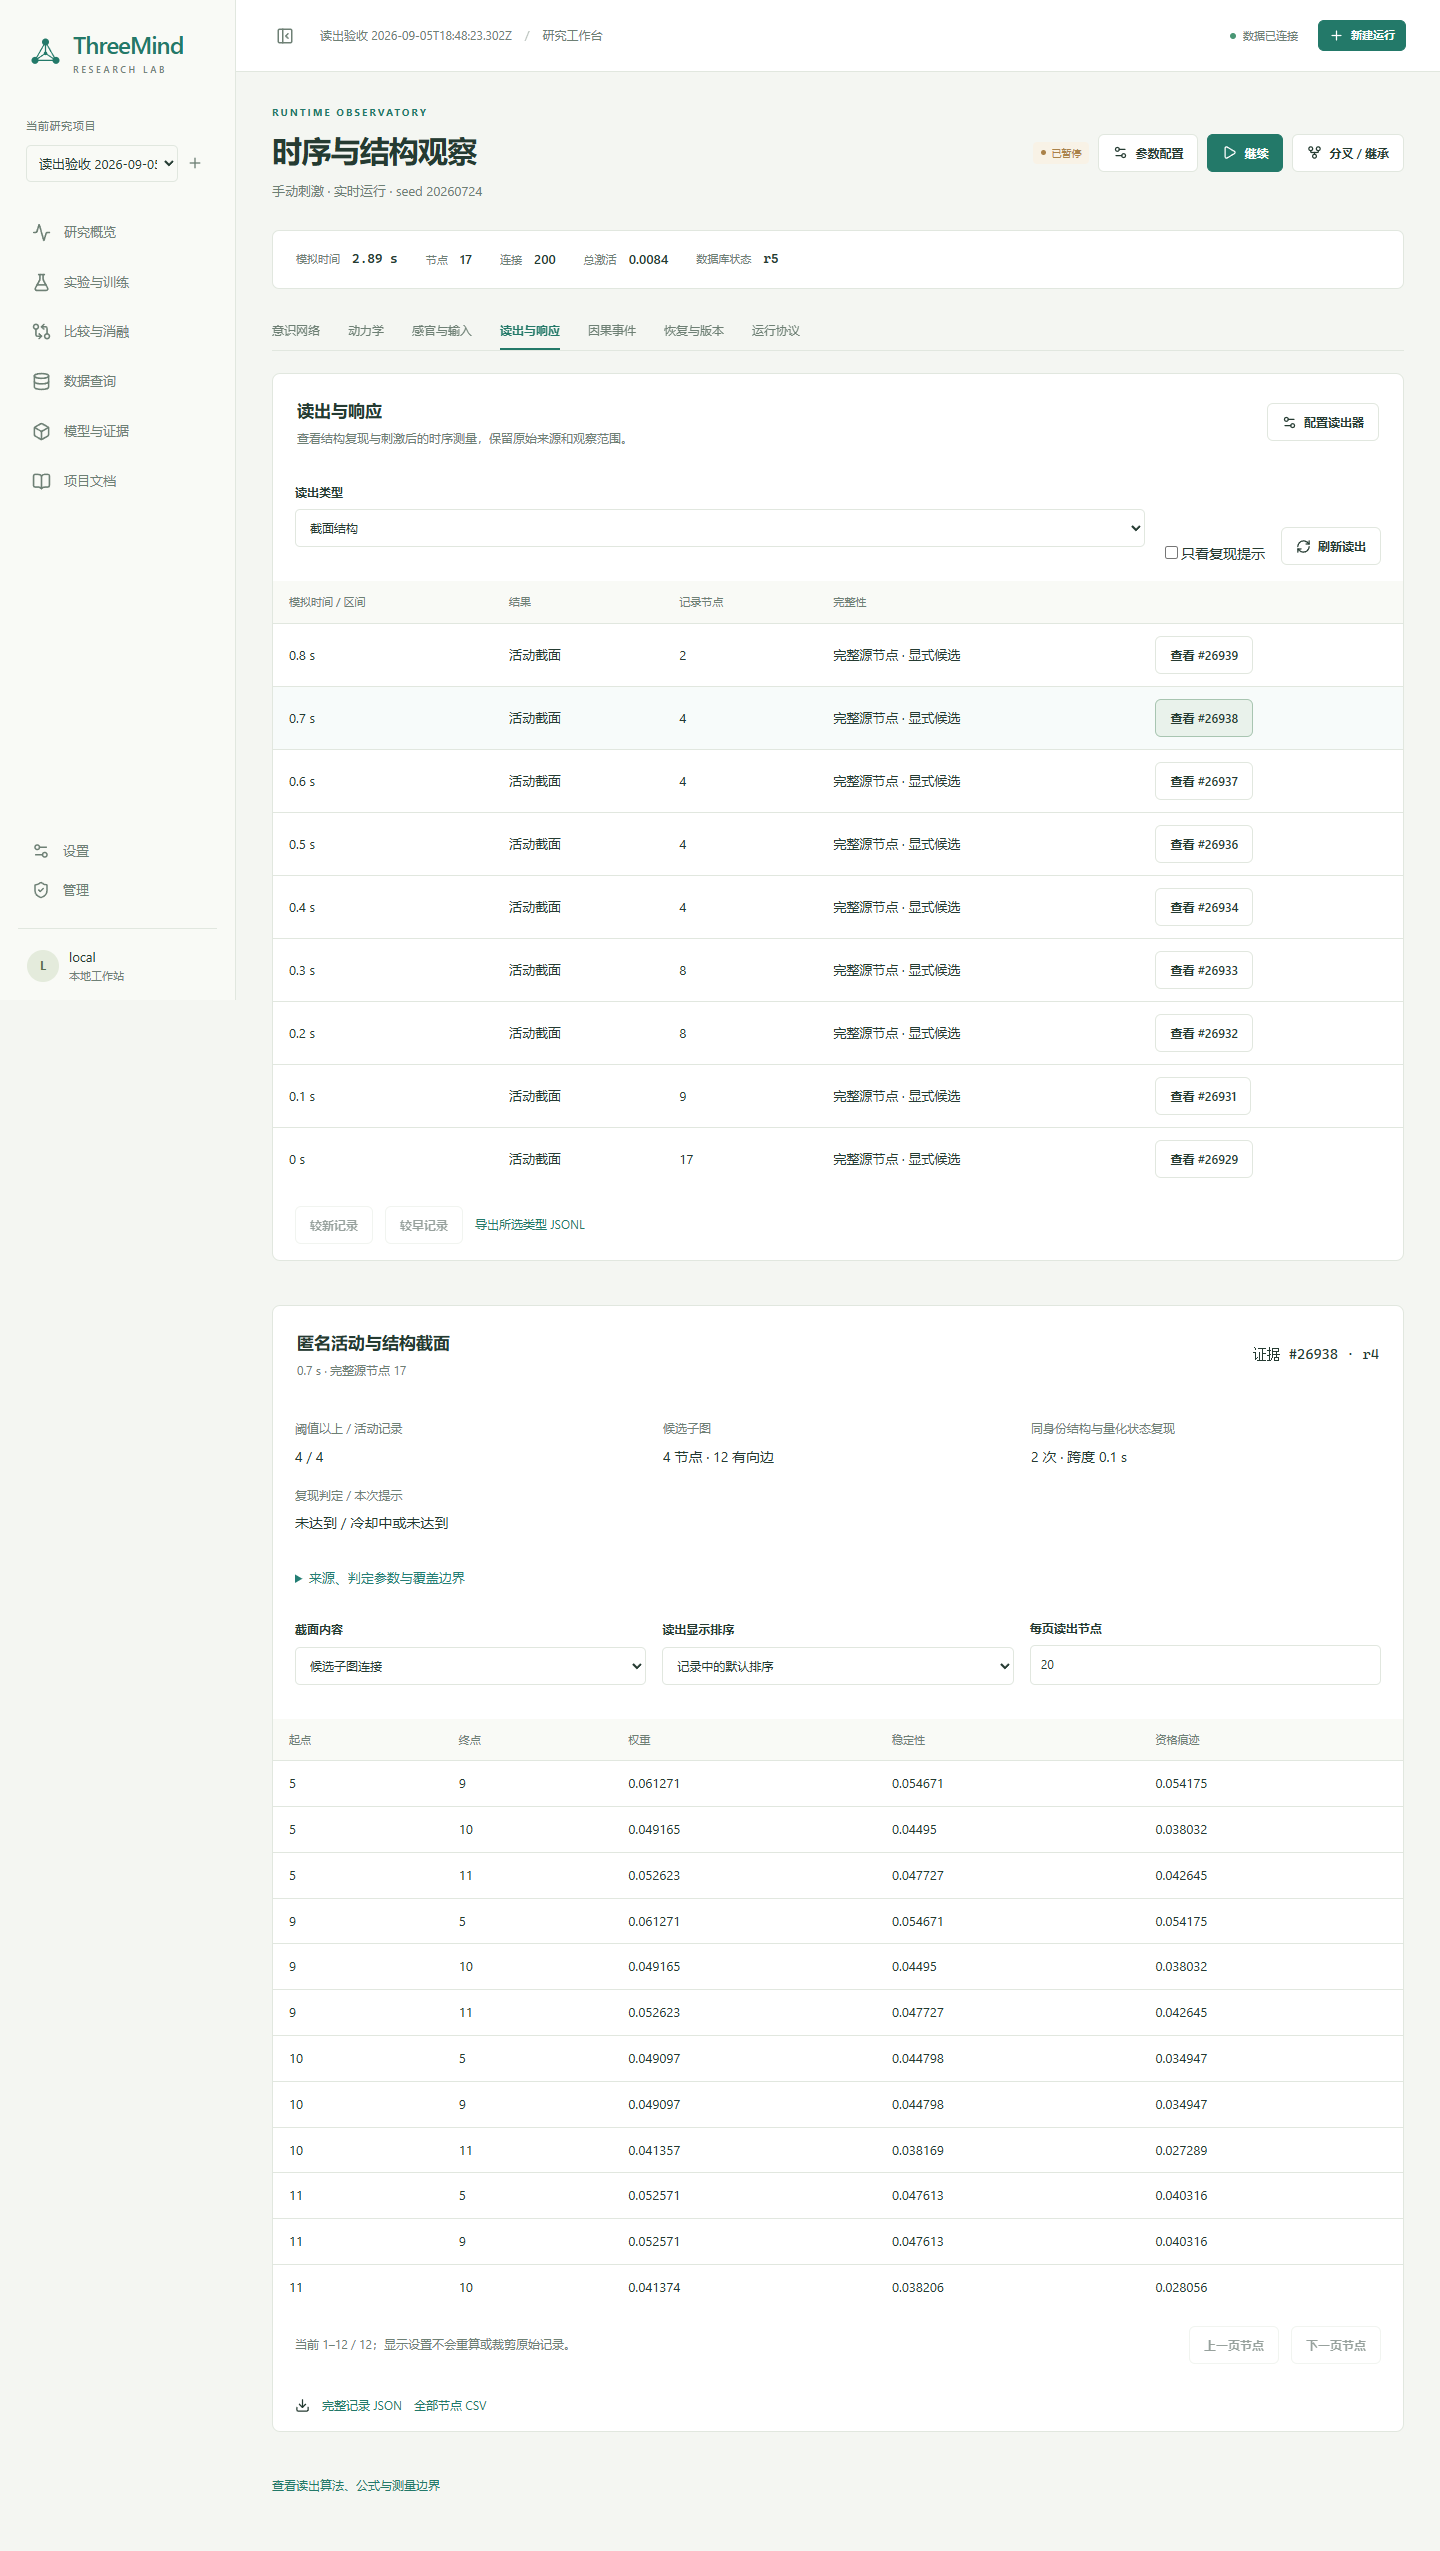 ThreeMind
RESEARCH LAB
当前研究项目
读出验收 2026-09-05
研究概览
实验与训练
比较与消融
数据查询
模型与证据
项目文档
设置
管理
L
local
本地工作站
读出验收 2026-09-05T18:48:23.302Z / 研究工作台
数据已连接
新建运行
RUNTIME OBSERVATORY
时序与结构观察
手动刺激 · 实时运行 · seed 20260724
已暂停
参数配置
继续
分叉 / 继承
模拟时间 2.89 s 节点 17 连接 200 总激活 0.0084 数据库状态 r5
意识网络 动力学 感官与输入 读出与响应 因果事件 恢复与版本 运行协议
读出与响应
查看结构复现与刺激后的时序测量，保留原始来源和观察范围。
配置读出器
读出类型
截面结构
只看复现提示
刷新读出
模拟时间 / 区间 结果 记录节点 完整性
0.8 s 活动截面 2 完整源节点 · 显式候选 查看 #26939
0.7 s 活动截面 4 完整源节点 · 显式候选 查看 #26938
0.6 s 活动截面 4 完整源节点 · 显式候选 查看 #26937
0.5 s 活动截面 4 完整源节点 · 显式候选 查看 #26936
0.4 s 活动截面 4 完整源节点 · 显式候选 查看 #26934
0.3 s 活动截面 8 完整源节点 · 显式候选 查看 #26933
0.2 s 活动截面 8 完整源节点 · 显式候选 查看 #26932
0.1 s 活动截面 9 完整源节点 · 显式候选 查看 #26931
0 s 活动截面 17 完整源节点 · 显式候选 查看 #26929
较新记录 较早记录 导出所选类型 JSONL
匿名活动与结构截面
0.7 s · 完整源节点 17
证据 #26938 · r4
阈值以上 / 活动记录 候选子图 同身份结构与量化状态复现
4 / 4 4 节点 · 12 有向边 2 次 · 跨度 0.1 s
复现判定 / 本次提示
未达到 / 冷却中或未达到
来源、判定参数与覆盖边界
截面内容 读出显示排序 每页读出节点
候选子图连接 记录中的默认排序 20
起点 终点 权重 稳定性 资格痕迹
5 9 0.061271 0.054671 0.054175
5 10 0.049165 0.04495 0.038032
5 11 0.052623 0.047727 0.042645
9 5 0.061271 0.054671 0.054175
9 10 0.049165 0.04495 0.038032
9 11 0.052623 0.047727 0.042645
10 5 0.049097 0.044798 0.034947
10 9 0.049097 0.044798 0.034947
10 11 0.041357 0.038169 0.027289
11 5 0.052571 0.047613 0.040316
11 9 0.052571 0.047613 0.040316
11 10 0.041374 0.038206 0.028056
当前 1–12 / 12；显示设置不会重算或裁剪原始记录。
上一页节点 下一页节点
完整记录 JSON 全部节点 CSV
查看读出算法、公式与测量边界